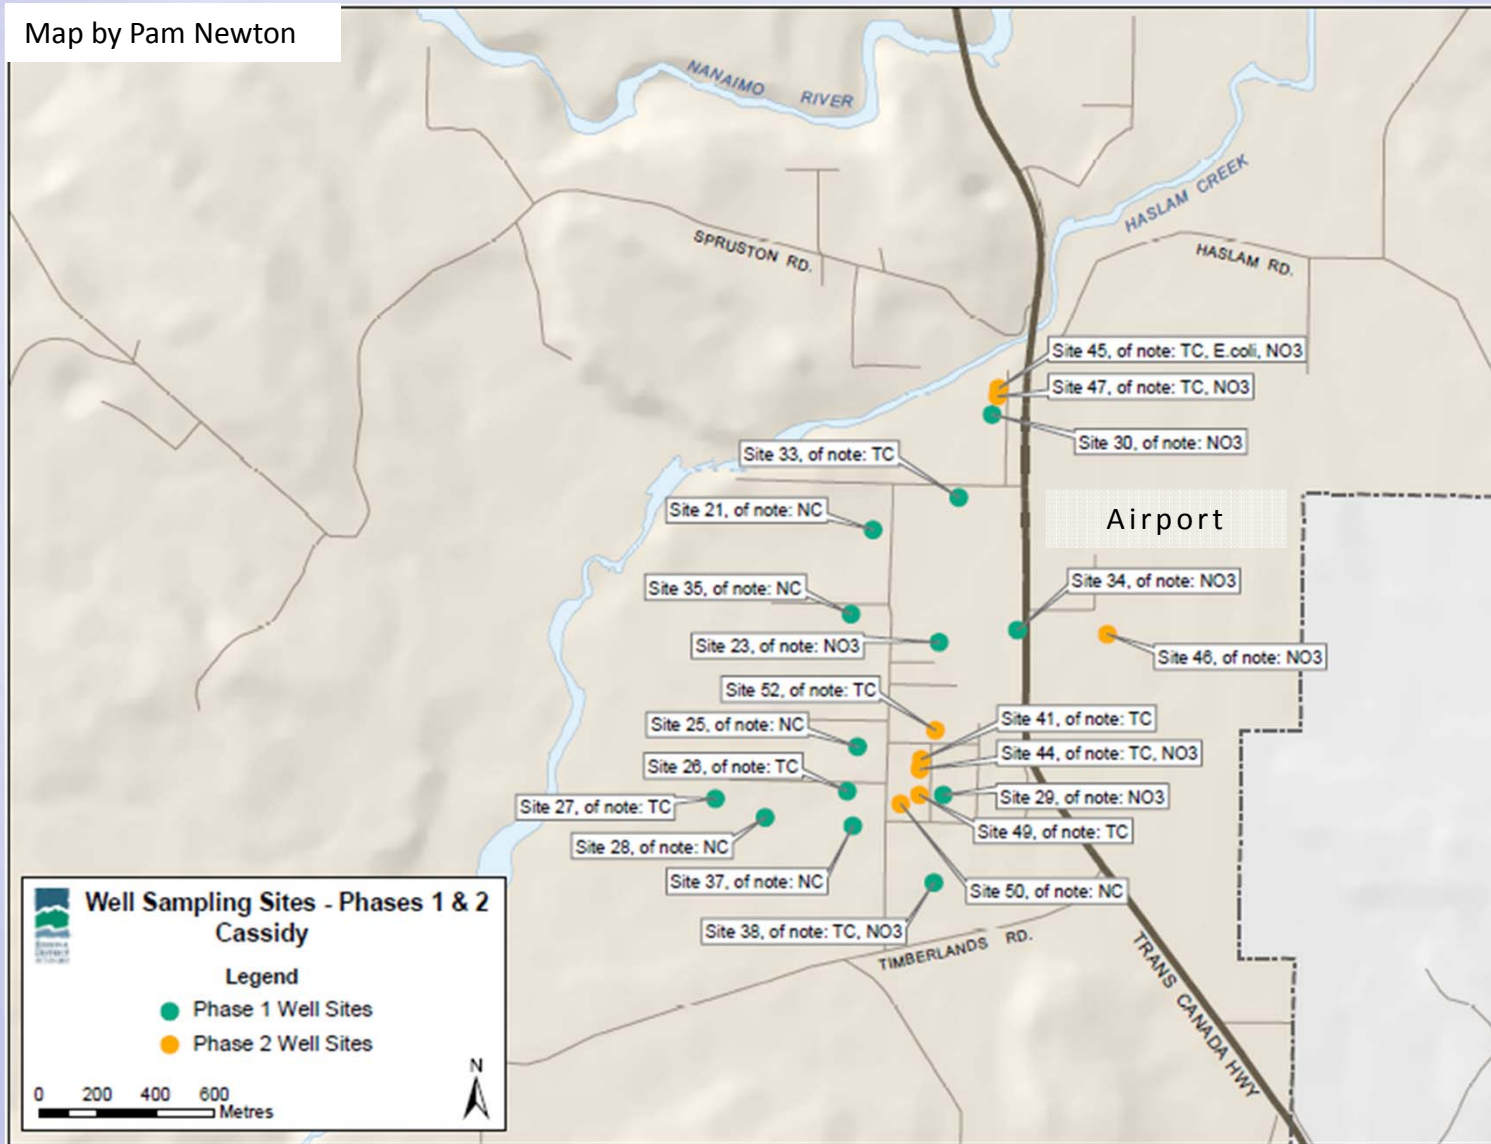 Map by Pam Newton
NANAIMO RIVER
HASLAM CREEK
SPRUSTON RD.
HASLAM RD.
Site 45, of note: TC, E.coli, NO3
Site 47, of note: TC, NO3
Site 30, of note: NO3
Site 33, of note: TC
Site 21, of note: NC
Airport
Site 35, of note: NC
Site 34, of note: NO3
Site 23, of note: NO3
Site 46, of note: NO3
Site 52, of note: TC
Site 25, of note: NC
Site 41, of note: TC
Site 44, of note: TC, NO3
Site 26, of note: TC
Site 27, of note: TC
Site 29, of note: NO3
Site 49, of note: TC
Site 28, of note: NC
Site 37, of note: NC
Site 50, of note: NC
Site 38, of note: TC, NO3
TIMBERLANDS RD.
TRANS CANADA HWY
Well Sampling Sites - Phases 1 & 2
Cassidy
Legend
Phase 1 Well Sites
Phase 2 Well Sites
N
0 200 400 600
Metres